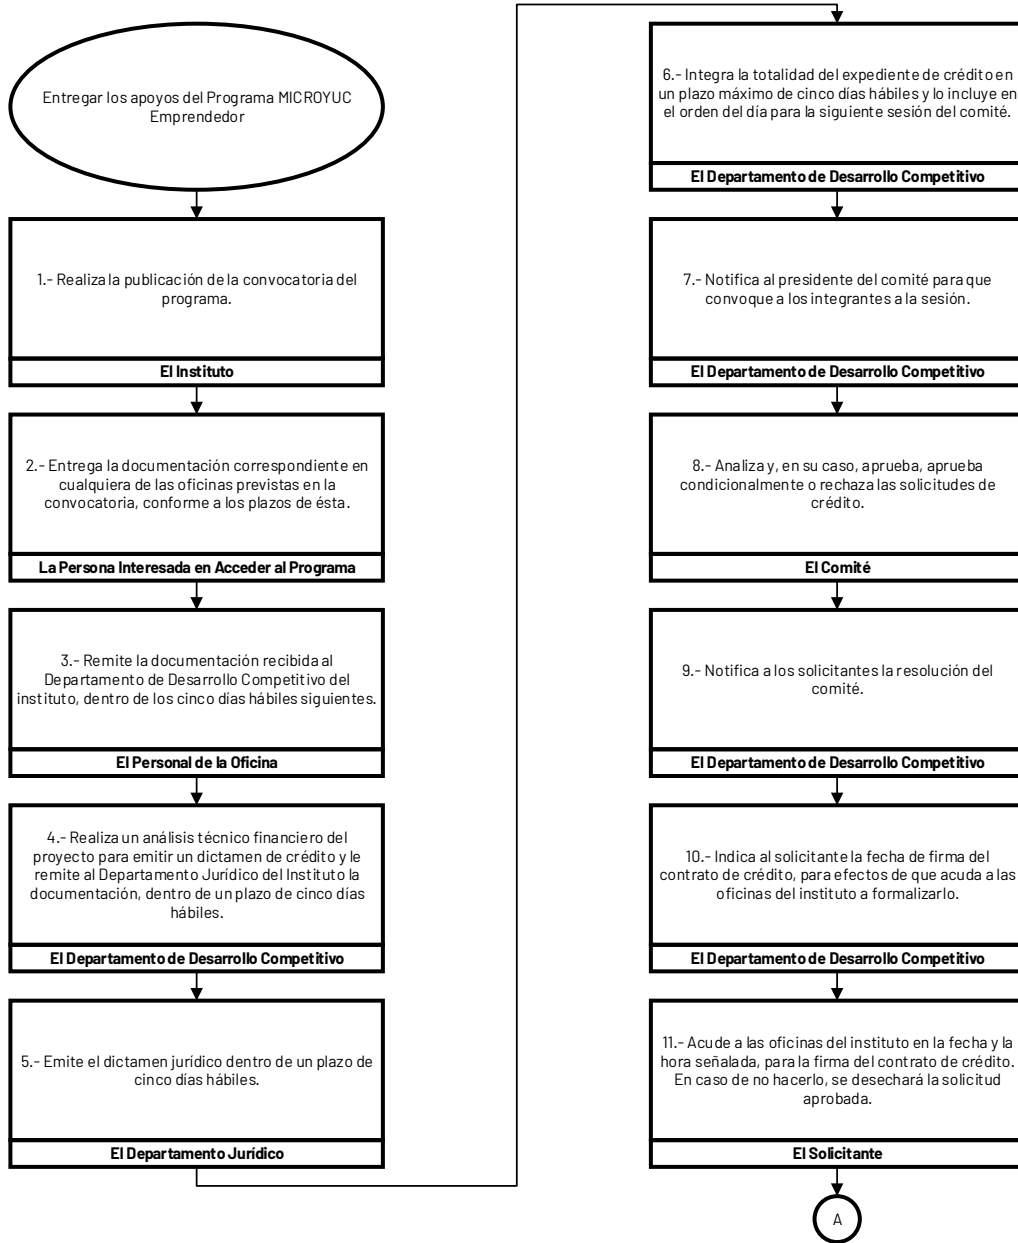 Entregar los apoyos del Programa MICROYUC
Emprendedor
1.- Realiza la publicación de la convocatoria del
programa.
El Instituto
2.- Entrega la documentación correspondiente en
cualquiera de las oficinas previstas en la
convocatoria, conforme a los plazos de ésta.
La Persona Interesada en Acceder al Programa
3.- Remite la documentación recibida al
Departamento de Desarrollo Competitivo del
instituto, dentro de los cinco días hábiles siguientes.
El Personal de la Oficina
4.- Realiza un análisis técnico financiero del
proyecto para emitir un dictamen de crédito y le
remite al Departamento Jurídico del Instituto la
documentación, dentro de un plazo de cinco días
hábiles.
El Departamento de Desarrollo Competitivo
5.- Emite el dictamen jurídico dentro de un plazo de
cinco días hábiles.
El Departamento Jurídico
6.- Integra la totalidad del expediente de crédito en
un plazo máximo de cinco días hábiles y lo incluye en
el orden del día para la siguiente sesión del comité.
El Departamento de Desarrollo Competitivo
7.- Notifica al presidente del comité para que
convoque a los integrantes a la sesión.
El Departamento de Desarrollo Competitivo
8.- Analiza y, en su caso, aprueba, aprueba
condicionalmente o rechaza las solicitudes de
crédito.
El Comité
9.- Notifica a los solicitantes la resolución del
comité.
El Departamento de Desarrollo Competitivo
10.- Indica al solicitante la fecha de firma del
contrato de crédito, para efectos de que acuda a las
oficinas del instituto a formalizarlo.
El Departamento de Desarrollo Competitivo
11.- Acude a las oficinas del instituto en la fecha y la
hora señalada, para la firma del contrato de crédito.
En caso de no hacerlo, se desechará la solicitud
aprobada.
El Solicitante
A